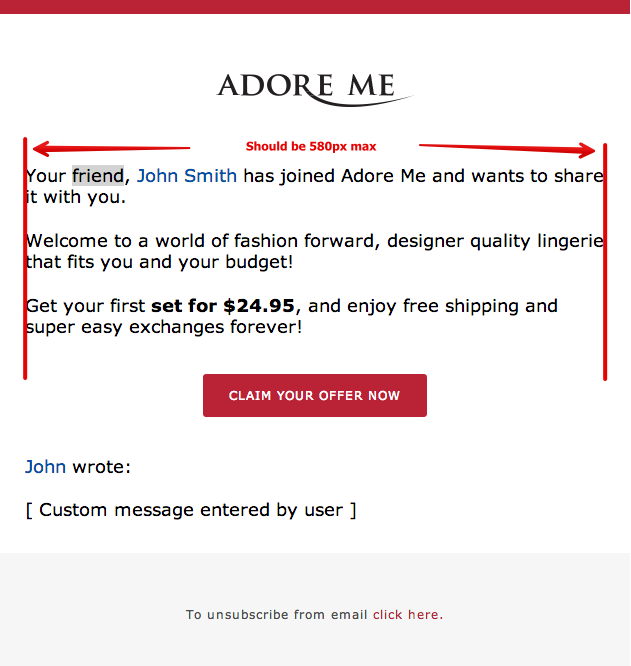 ADORE ME
Should be 580px max
Your friend, John Smith has joined Adore Me and wants to share
it with you.
Welcome to a world of fashion forward, designer quality lingerie
that fits you and your budget!
Get your first set for $24.95, and enjoy free shipping and
super easy exchanges forever!
CLAIM YOUR OFFER NOW
John wrote:
[ Custom message entered by user ]
To unsubscribe from email click here.